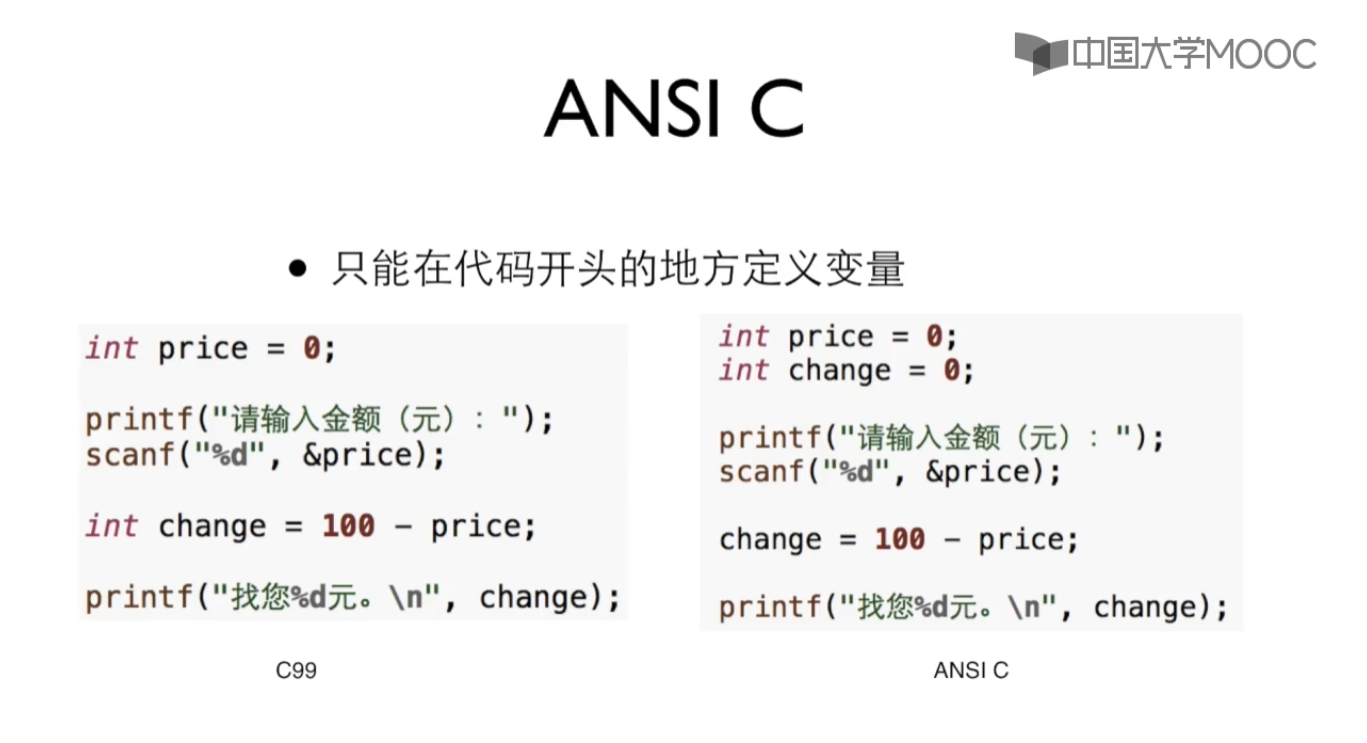 中国大学MOOC
ANSI C
• 只能在代码开头的地方定义变量
int price = 0;
printf("请输入金额（元）：");
scanf("%d", &price);
int change = 100 - price;
printf("找您%d元。\n", change);
C99
int price = 0;
int change = 0;
printf("请输入金额（元）：");
scanf("%d", &price);
change = 100 - price;
printf("找您%d元。\n", change);
ANSI C